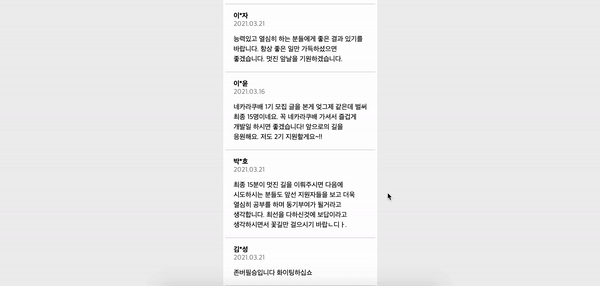 이*자
2021.03.21
능력있고 열심히 하는 분들에게 좋은 결과 있기를
바랍니다. 항상 좋은 일만 가득하셨으면
좋겠습니다. 멋진 앞날을 기원하겠습니다.
이*윤
2021.03.16
네카라쿠배 1기 모집 글을 본게 엊그제 같은데 벌써
최종 15명이네요. 꼭 네카라쿠배 가셔서 즐겁게
개발일 하시면 좋겠습니다! 앞으로의 길을
응원해요. 저도 2기 지원할게요~!!
박*호
2021.03.21
최종 15분이 멋진 길을 이뤄주시면 다음에
시도하시는 분들도 앞선 지원자들을 보고 더욱
열심히 공부를 하며 동기부여가 될거라고
생각합니다. 최선을 다하신것에 보답이라고
생각하시면서 꽃길만 걸으시기 바랍ㄴ디ㅏ.
김*성
2021.03.21
존버필승입니다 화이팅하십쇼